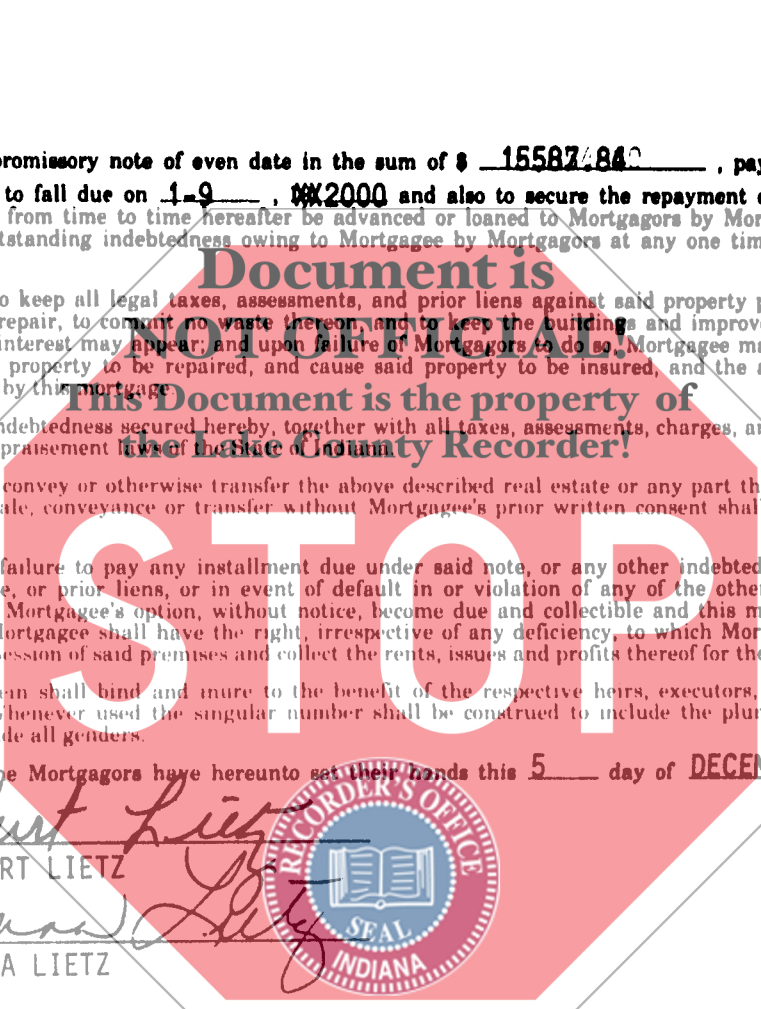 promissory note of even date in the sum of $ 15587.84 , pay
to fall due on 1-9 , 2000 and also to secure the repayment
from time to time hereafter be advanced or loaned to Mortgagors by Mor
tstanding indebtedness owing to Mortgagee by Mortgagors at any one tim
Document is
o keep all legal taxes, assessments, and prior liens against said property p
repair, to commit no waste thereon, and to keep the buildings and improv
NOT OFFICIAL!
interest may appear; and upon failure of Mortgagors to do so, Mortgagee ma
property to be repaired, and cause said property to be insured, and the a
by this mortgage.
This Document is the property of
ndebtedness secured hereby, together with all taxes, assessments, charges, a
praisement laws of the State of Indiana.
the Lake County Recorder!
convey or otherwise transfer the above described real estate or any part th
ale, conveyance or transfer without Mortgagee's prior written consent shal
STOP
failure to pay any installment due under said note, or any other indebted
e, or prior liens, or in event of default in or violation of any of the othe
Mortgagee's option, without notice, become due and collectible and this m
Mortgagee shall have the right, irrespective of any deficiency, to which Mor
ession of said premises and collect the rents, issues and profits thereof for the
ein shall bind and inure to the benefit of the respective heirs, executors,
Whenever used the singular number shall be construed to include the plur
de all genders.
he Mortgagors have hereunto set their hands this 5 day of DECEM
RECORDER'S OFFICE
urt Lietz
RT LIETZ
SEAL
INDIANA
A LIETZ